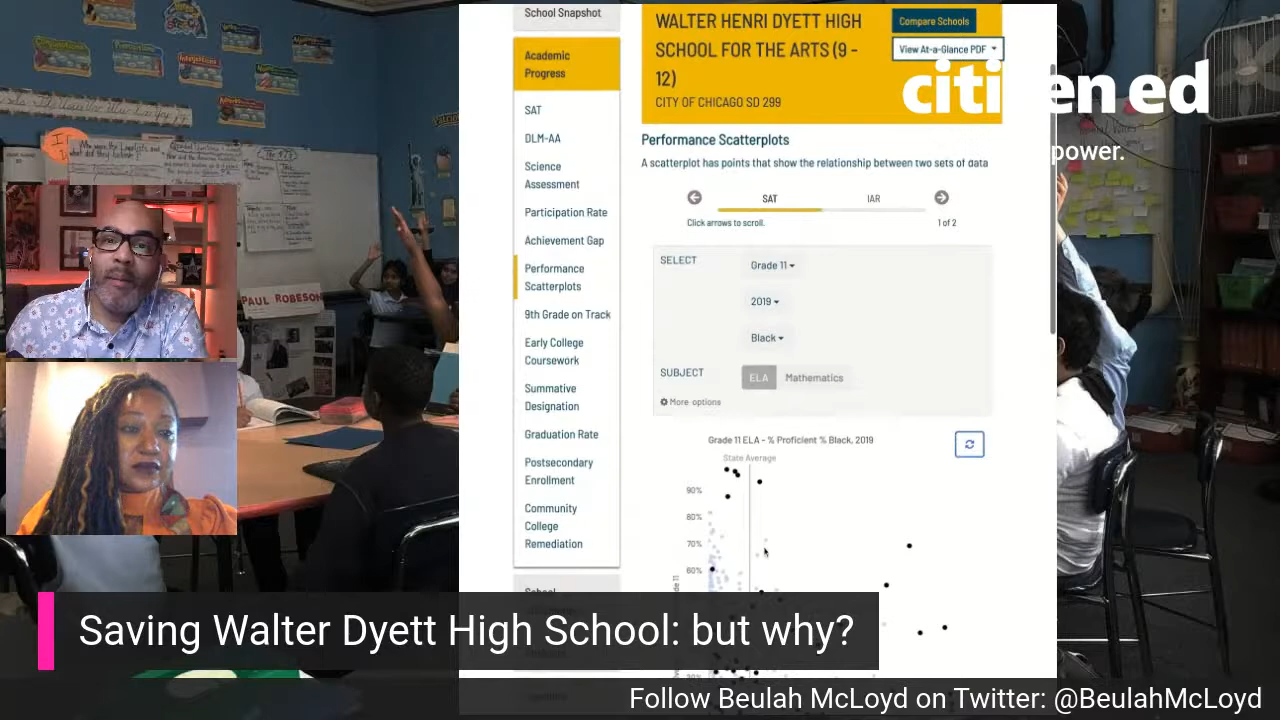 School Snapshot
Academic
Progress
SAT
DLM-AA
Science
Assessment
Participation Rate
Achievement Gap
Performance
Scatterplots
9th Grade on Track
Early College
Coursework
Summative
Designation
Graduation Rate
Postsecondary
Enrollment
Community
College
Remediation
School
WALTER HENRI DYETT HIGH
SCHOOL FOR THE ARTS (9 -
12)
CITY OF CHICAGO SD 299
Compare Schools
View At-a-Glance PDF
Performance Scatterplots
A scatterplot has points that show the relationship between two sets of data
SAT IAR
Click arrows to scroll. 1 of 2
SELECT Grade 11
2019
Black
SUBJECT ELA Mathematics
More options
Grade 11 ELA - % Proficient % Black, 2019
State Average
90%
80%
70%
60%
citi en ed
power.
PAUL ROBESON
Saving Walter Dyett High School: but why?
Follow Beulah McLoyd on Twitter: @BeulahMcLoyd